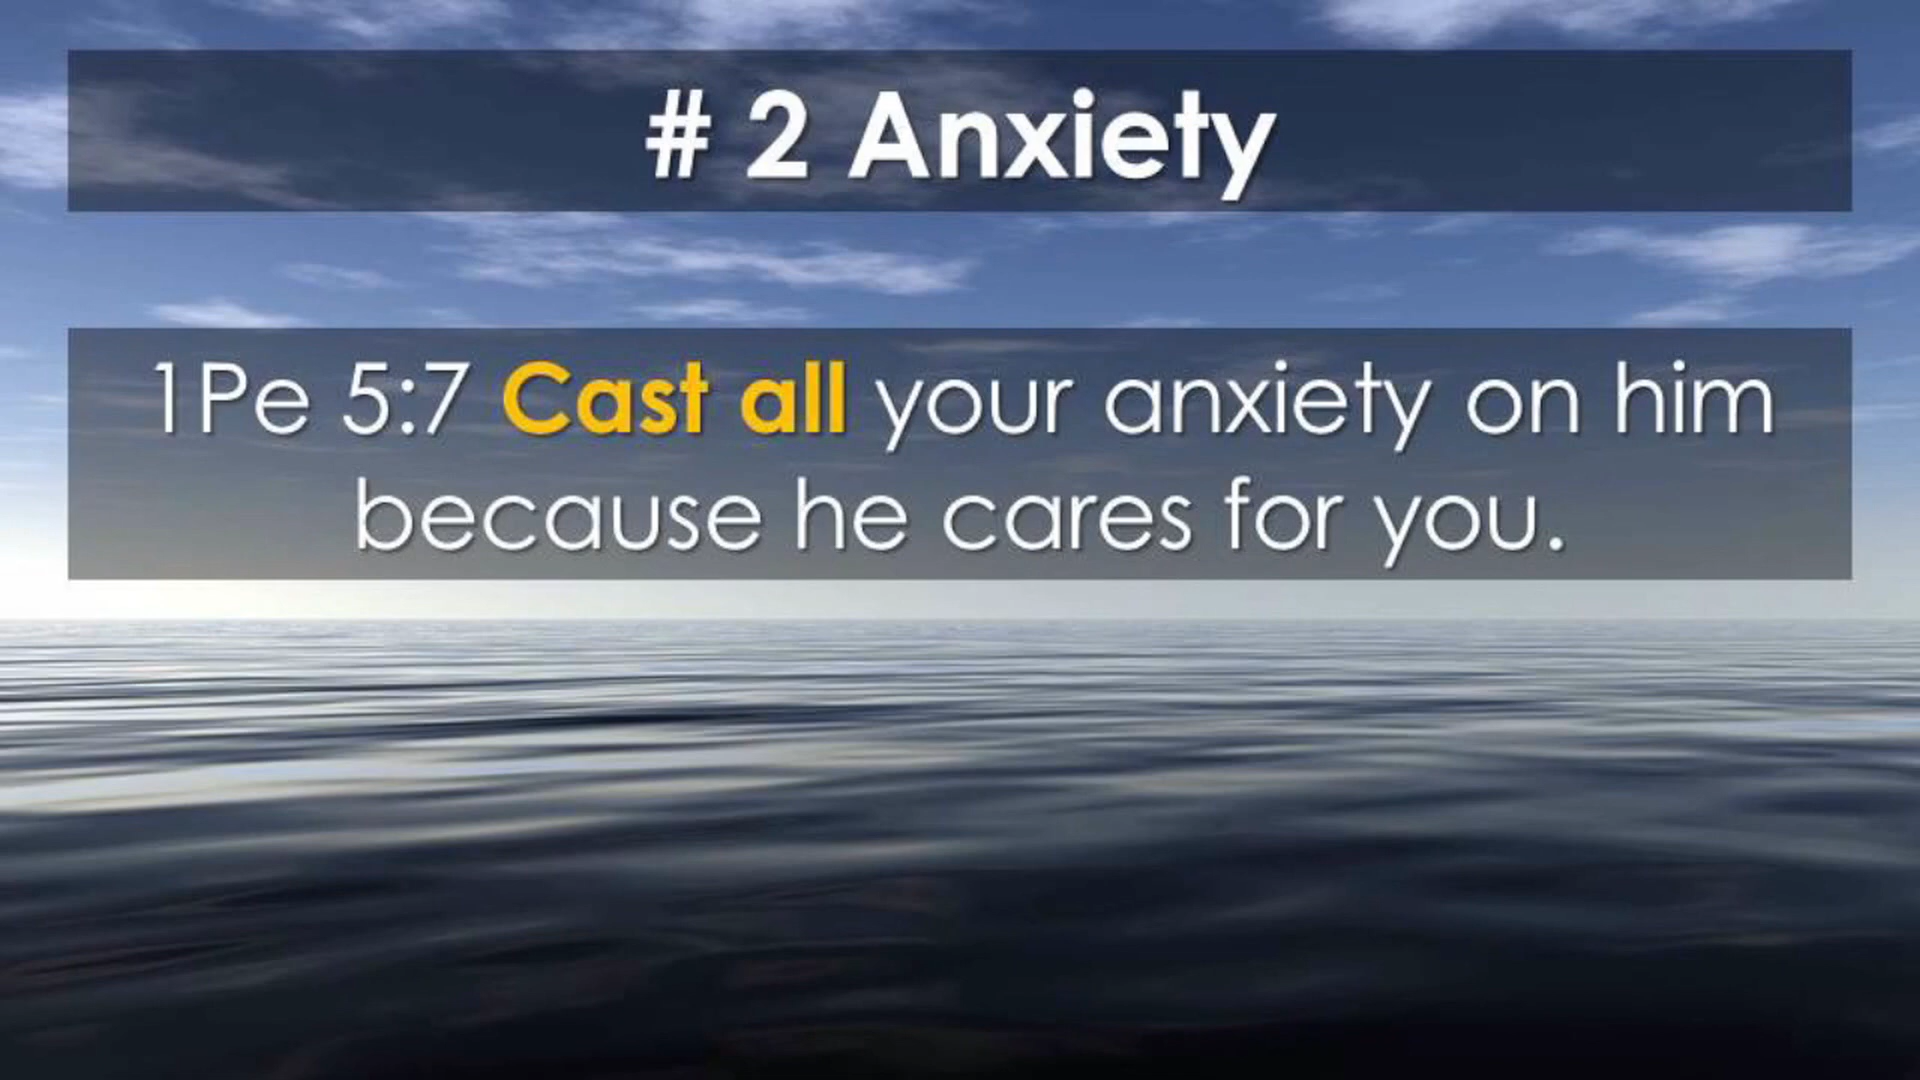 # 2 Anxiety
1Pe 5:7 Cast all your anxiety on him
because he cares for you.